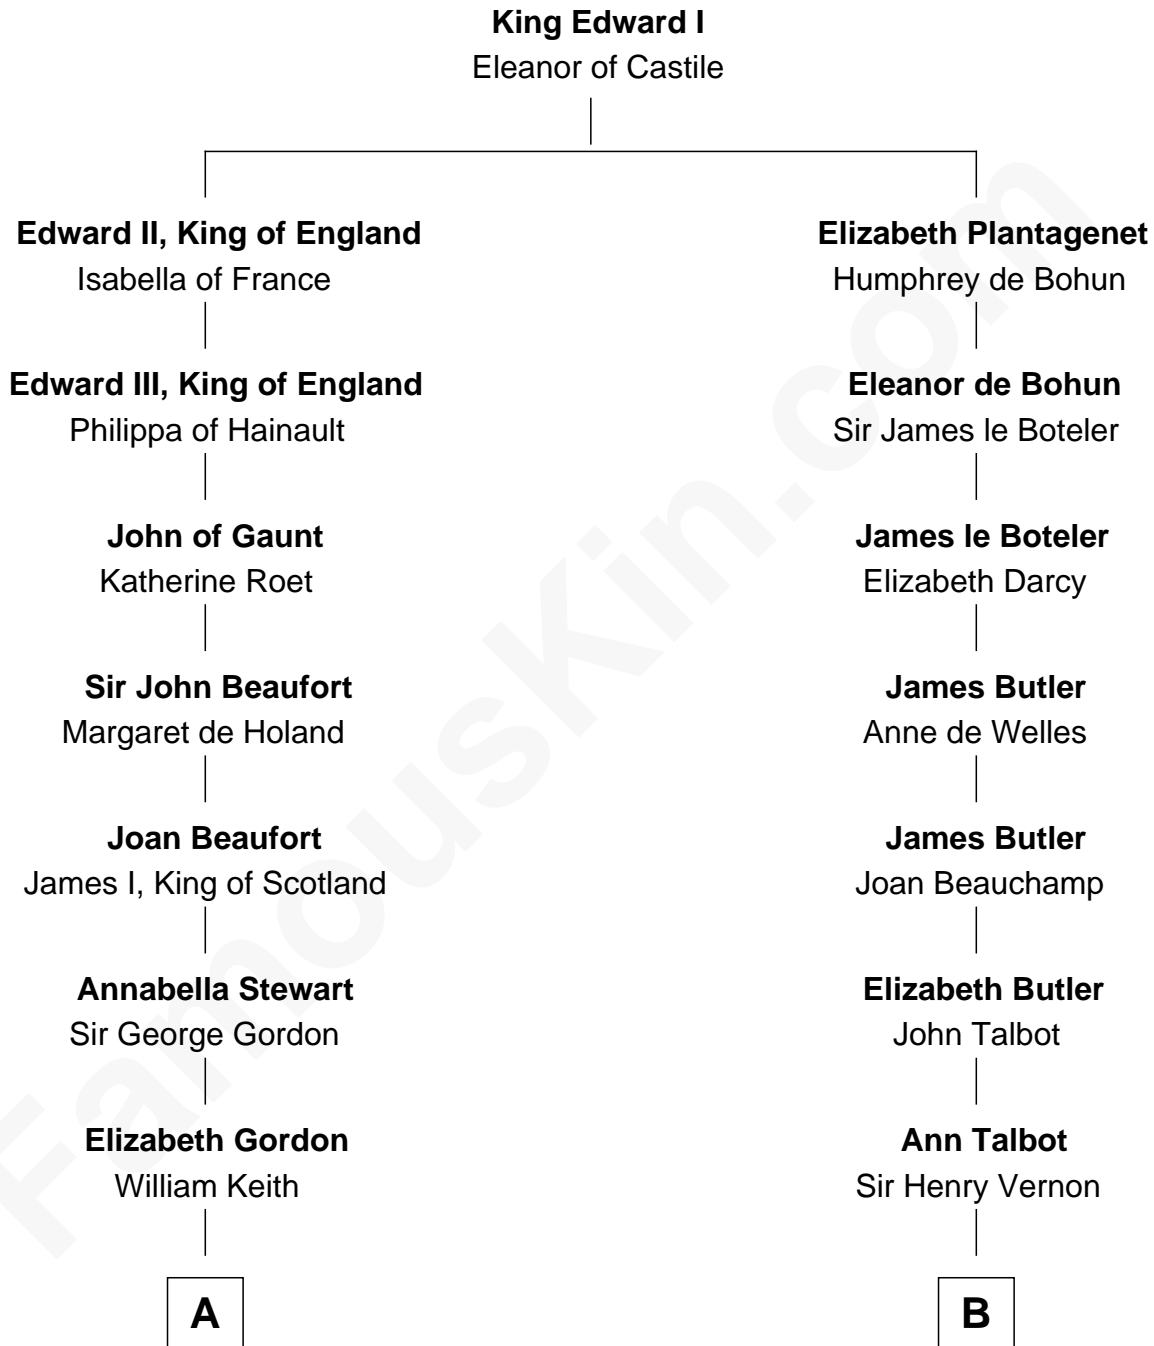 King Edward I
Eleanor of Castile
Edward II, King of England
Isabella of France
Elizabeth Plantagenet
Humphrey de Bohun
Edward III, King of England
Philippa of Hainault
Eleanor de Bohun
Sir James le Boteler
John of Gaunt
Katherine Roet
James le Boteler
Elizabeth Darcy
Sir John Beaufort
Margaret de Holand
James Butler
Anne de Welles
Joan Beaufort
James I, King of Scotland
James Butler
Joan Beauchamp
Annabella Stewart
Sir George Gordon
Elizabeth Butler
John Talbot
Elizabeth Gordon
William Keith
Ann Talbot
Sir Henry Vernon
A
B
FamousKin.com